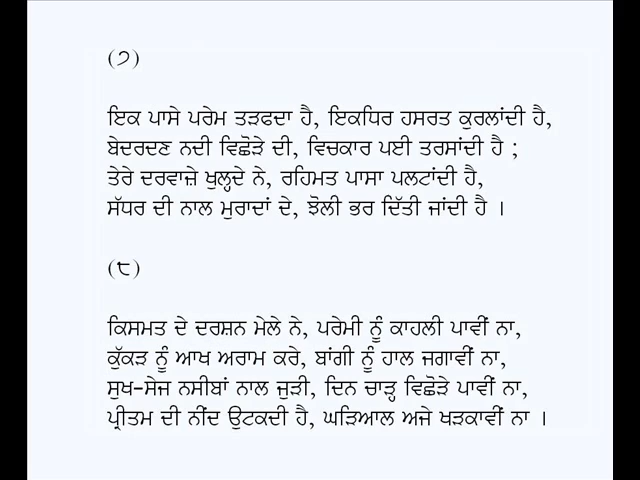 (੭)
ਇਕ ਪਾਸੇ ਪਰੇਮ ਤੜਫਦਾ ਹੈ, ਇਕਧਿਰ ਹਸਰਤ ਕੁਰਲਾਂਦੀ ਹੈ,
ਬੇਦਰਦਣ ਨਦੀ ਵਿਛੋੜੇ ਦੀ, ਵਿਚਕਾਰ ਪਈ ਤਰਸਾਂਦੀ ਹੈ ;
ਤੇਰੇ ਦਰਵਾਜ਼ੇ ਖੁਲ੍ਹਦੇ ਨੇ, ਰਹਿਮਤ ਪਾਸਾ ਪਲਟਾਂਦੀ ਹੈ,
ਸੱਧਰ ਦੀ ਨਾਲ ਮੁਰਾਦਾਂ ਦੇ, ਝੋਲੀ ਭਰ ਦਿੱਤੀ ਜਾਂਦੀ ਹੈ ।
(੮)
ਕਿਸਮਤ ਦੇ ਦਰਸ਼ਨ ਮੇਲੇ ਨੇ, ਪਰੇਮੀ ਨੂੰ ਕਾਹਲੀ ਪਾਵੀਂ ਨਾ,
ਕੁੱਕੜ ਨੂੰ ਆਖ ਅਰਾਮ ਕਰੇ, ਬਾਂਗੀ ਨੂੰ ਹਾਲ ਜਗਾਵੀਂ ਨਾ,
ਸੁਖ-ਸੇਜ ਨਸੀਬਾਂ ਨਾਲ ਜੁੜੀ, ਦਿਨ ਚਾੜ੍ਹ ਵਿਛੋੜੇ ਪਾਵੀਂ ਨਾ,
ਪ੍ਰੀਤਮ ਦੀ ਨੀਂਦ ਉਟਕਦੀ ਹੈ, ਘੜਿਆਲ ਅਜੇ ਖੜਕਾਵੀਂ ਨਾ ।